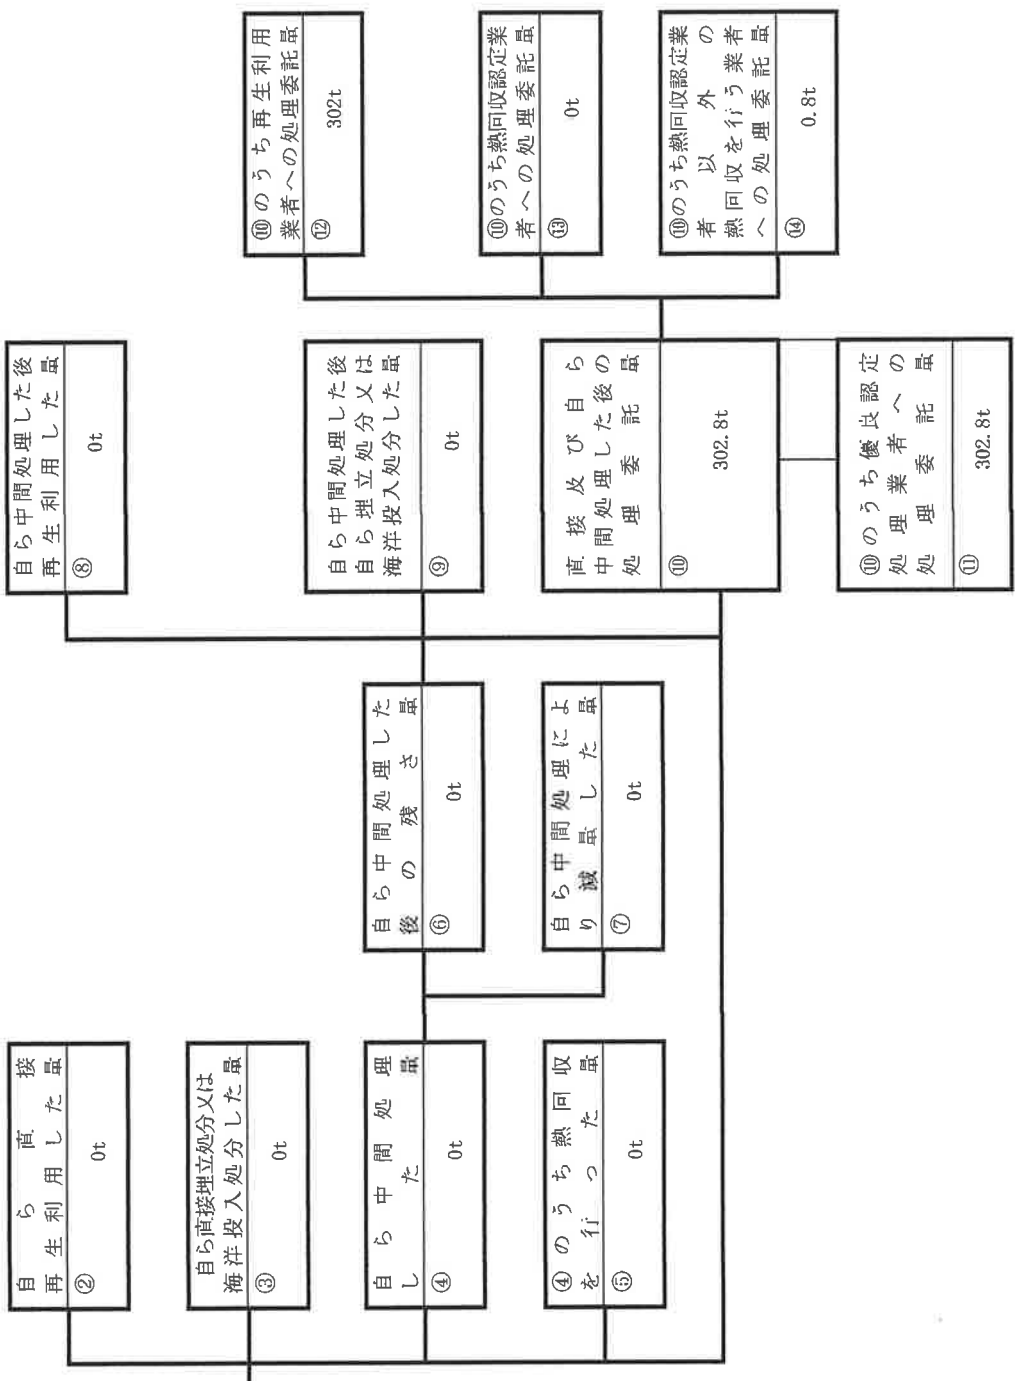 自ら直接
再生利用した量
②
0t
自ら直接埋立処分又は
海洋投入処分した量
③
0t
自ら中間処理
した量
④
0t
④のうち熱回収
を行った量
⑤
0t
自ら中間処理した
後の残さ量
⑥
0t
自ら中間処理によ
り減量した量
⑦
0t
自ら中間処理した後
再生利用した量
⑧
0t
自ら中間処理した後
自ら埋立処分又は
海洋投入処分した量
⑨
0t
直接及び自ら
中間処理した後の
処理委託量
⑩
302.8t
⑩のうち優良認定
処理業者への
処理委託量
⑪
302.8t
⑩のうち再生利用
業者への処理委託量
⑫
302t
⑩のうち熱回収認定業
者への処理委託量
⑬
0t
⑩のうち熱回収認定業
者以外の
熱回収を行う業者
への処理委託量
⑭
0.8t